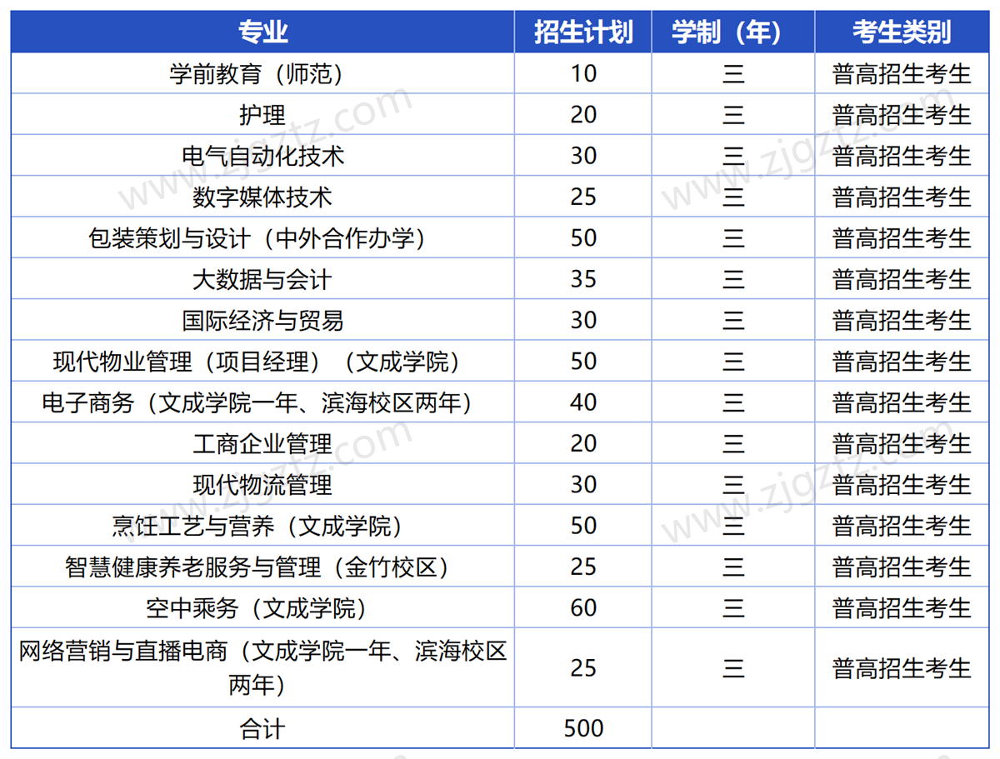 专业 招生计划 学制（年） 考生类别
学前教育（师范） 10 三 普高招生考生
护理 20 三 普高招生考生
电气自动化技术 30 三 普高招生考生
数字媒体技术 25 三 普高招生考生
包装策划与设计（中外合作办学） 50 三 普高招生考生
大数据与会计 35 三 普高招生考生
国际经济与贸易 30 三 普高招生考生
现代物业管理（项目经理）（文成学院） 50 三 普高招生考生
电子商务（文成学院一年、滨海校区两年） 40 三 普高招生考生
工商企业管理 20 三 普高招生考生
现代物流管理 30 三 普高招生考生
烹饪工艺与营养（文成学院） 50 三 普高招生考生
智慧健康养老服务与管理（金竹校区） 25 三 普高招生考生
空中乘务（文成学院） 60 三 普高招生考生
网络营销与直播电商（文成学院一年、滨海校区
两年） 25 三 普高招生考生
合计 500
www.zjgztz.com
www.zjgztz.com
www.zjgztz.com
www.zjgztz.com